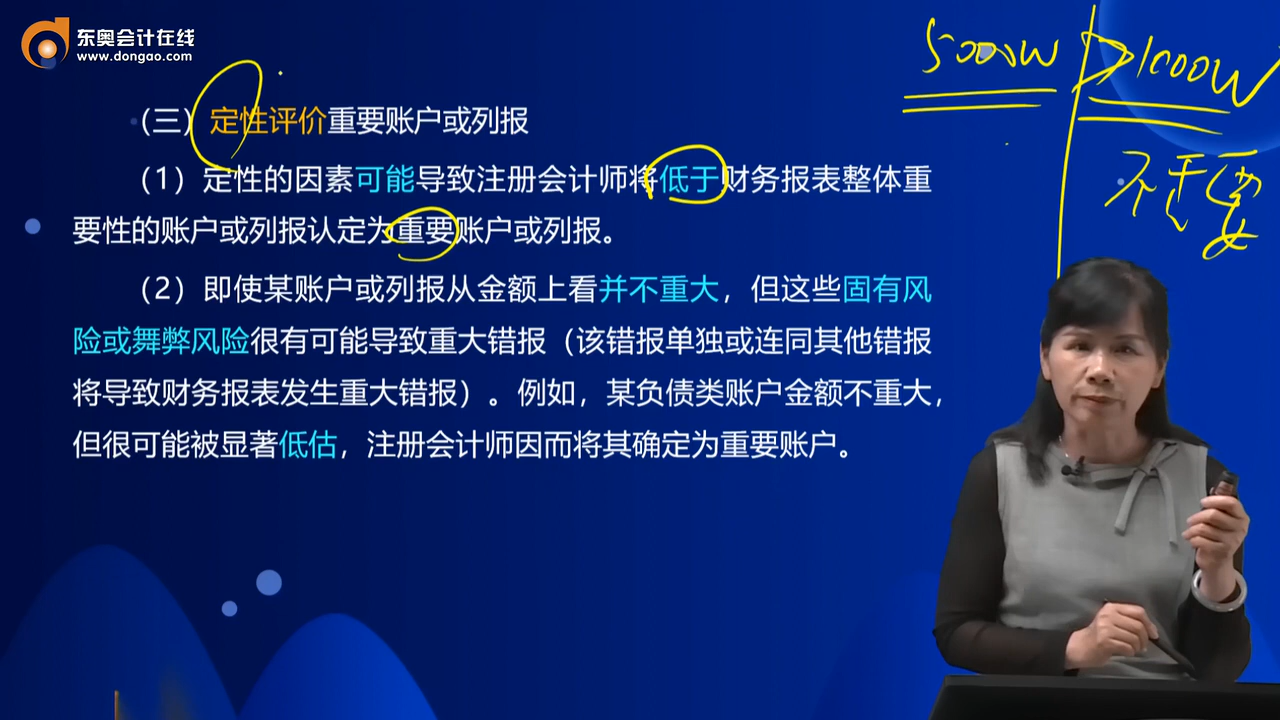 东奥会计在线
www.dongao.com
5000W >1000W
不重要
（三）定性评价重要账户或列报
（1）定性的因素可能导致注册会计师将低于财务报表整体重
要性的账户或列报认定为重要账户或列报。
（2）即使某账户或列报从金额上看并不重大，但这些固有风
险或舞弊风险很有可能导致重大错报（该错报单独或连同其他错报
将导致财务报表发生重大错报）。例如，某负债类账户金额不重大，
但很可能被显著低估，注册会计师因而将其确定为重要账户。